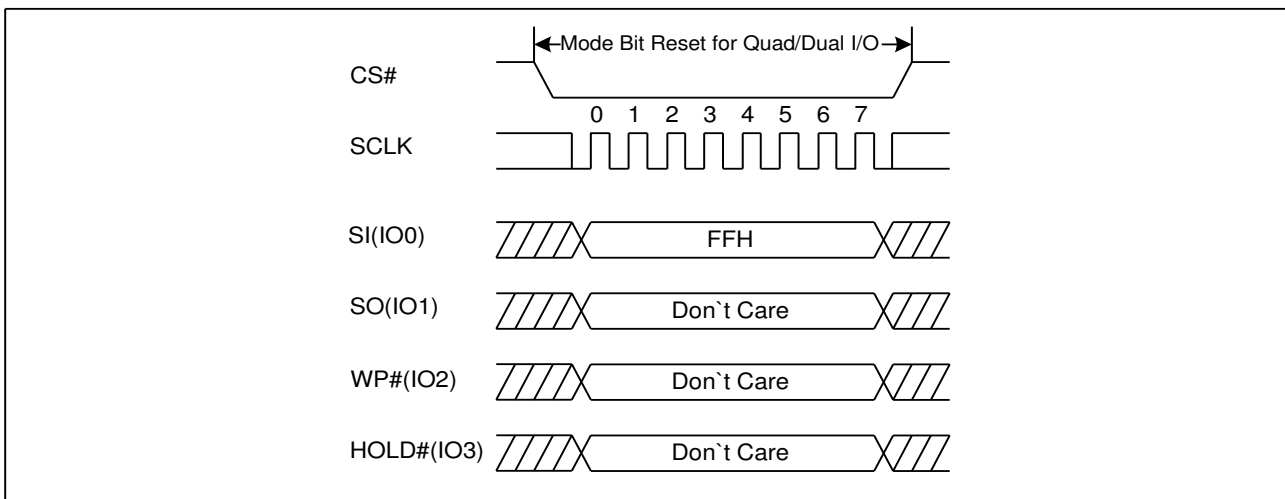 Mode Bit Reset for Quad/Dual I/O
CS#
0 1 2 3 4 5 6 7
SCLK
SI(IO0) FFH
SO(IO1) Don`t Care
WP#(IO2) Don`t Care
HOLD#(IO3) Don`t Care